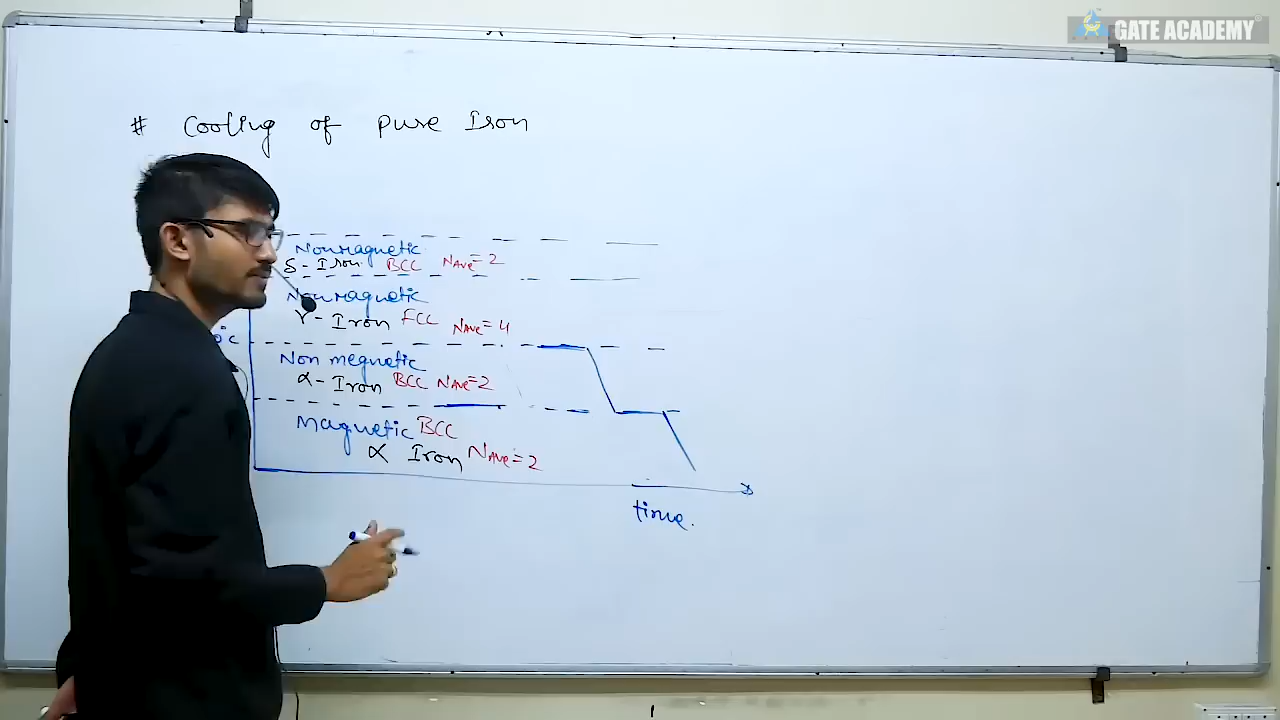 GATE ACADEMY
# Cooling of pure Iron
Nonmagnetic
δ-Iron BCC NAve=2
Nonmagnetic
γ-Iron FCC NAve=4
Non megnetic
α-Iron BCC NAve=2
Magnetic BCC
α Iron NAve=2
time.